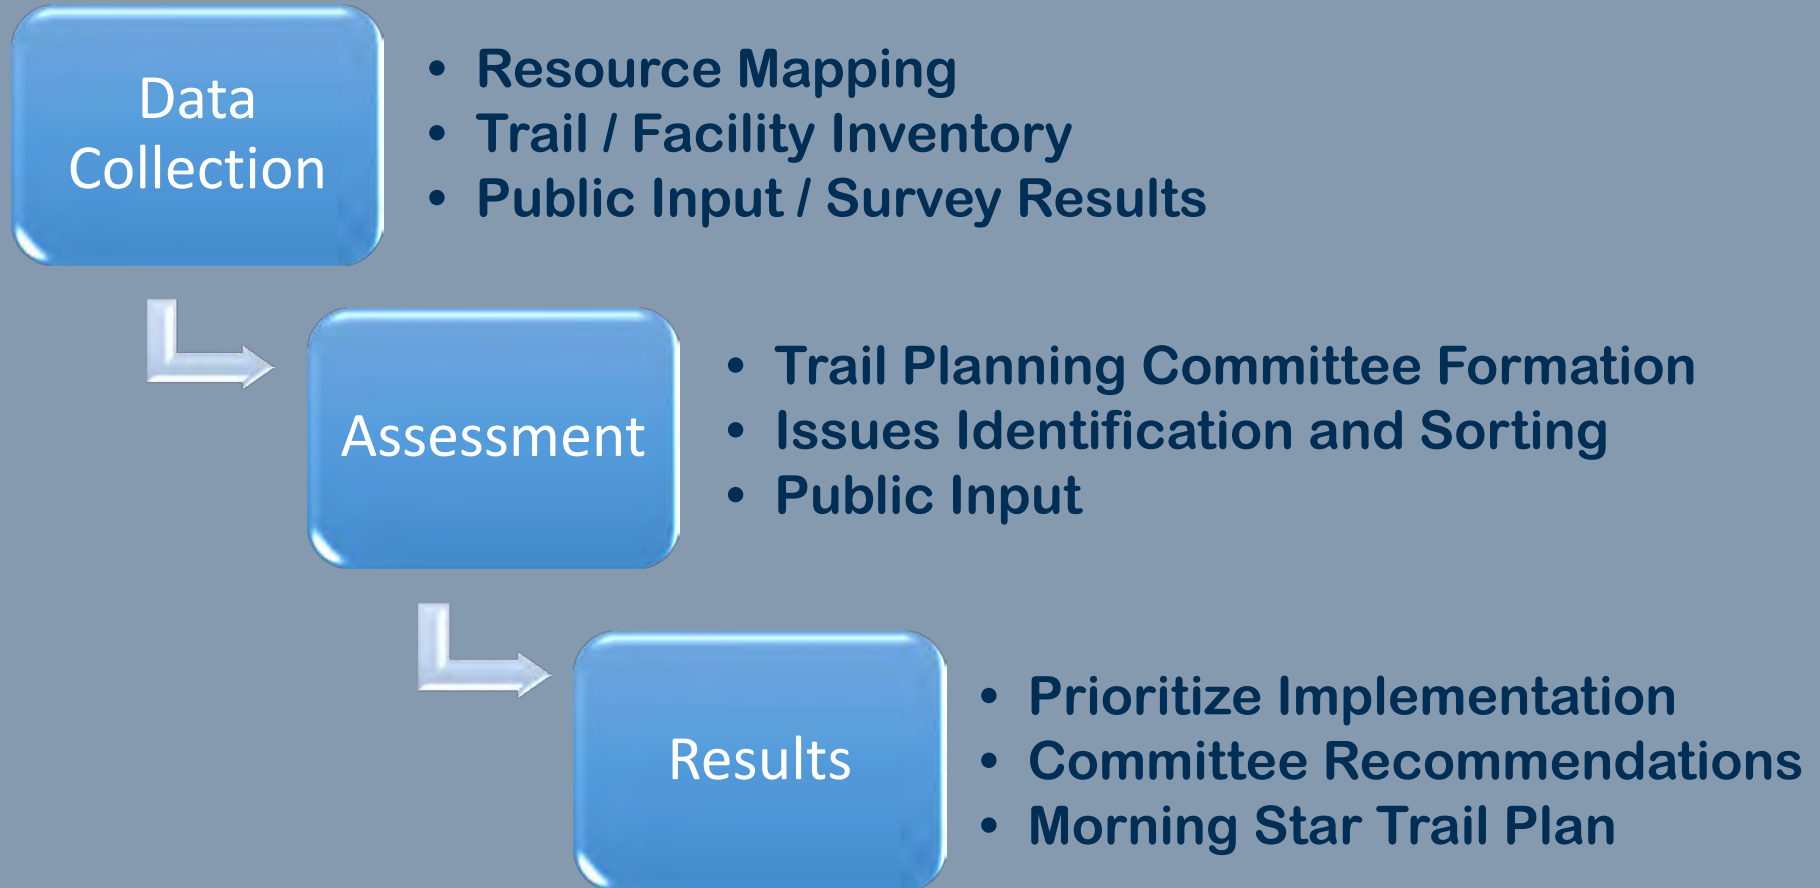 Data
Collection
• Resource Mapping
• Trail / Facility Inventory
• Public Input / Survey Results
Assessment
• Trail Planning Committee Formation
• Issues Identification and Sorting
• Public Input
Results
• Prioritize Implementation
• Committee Recommendations
• Morning Star Trail Plan